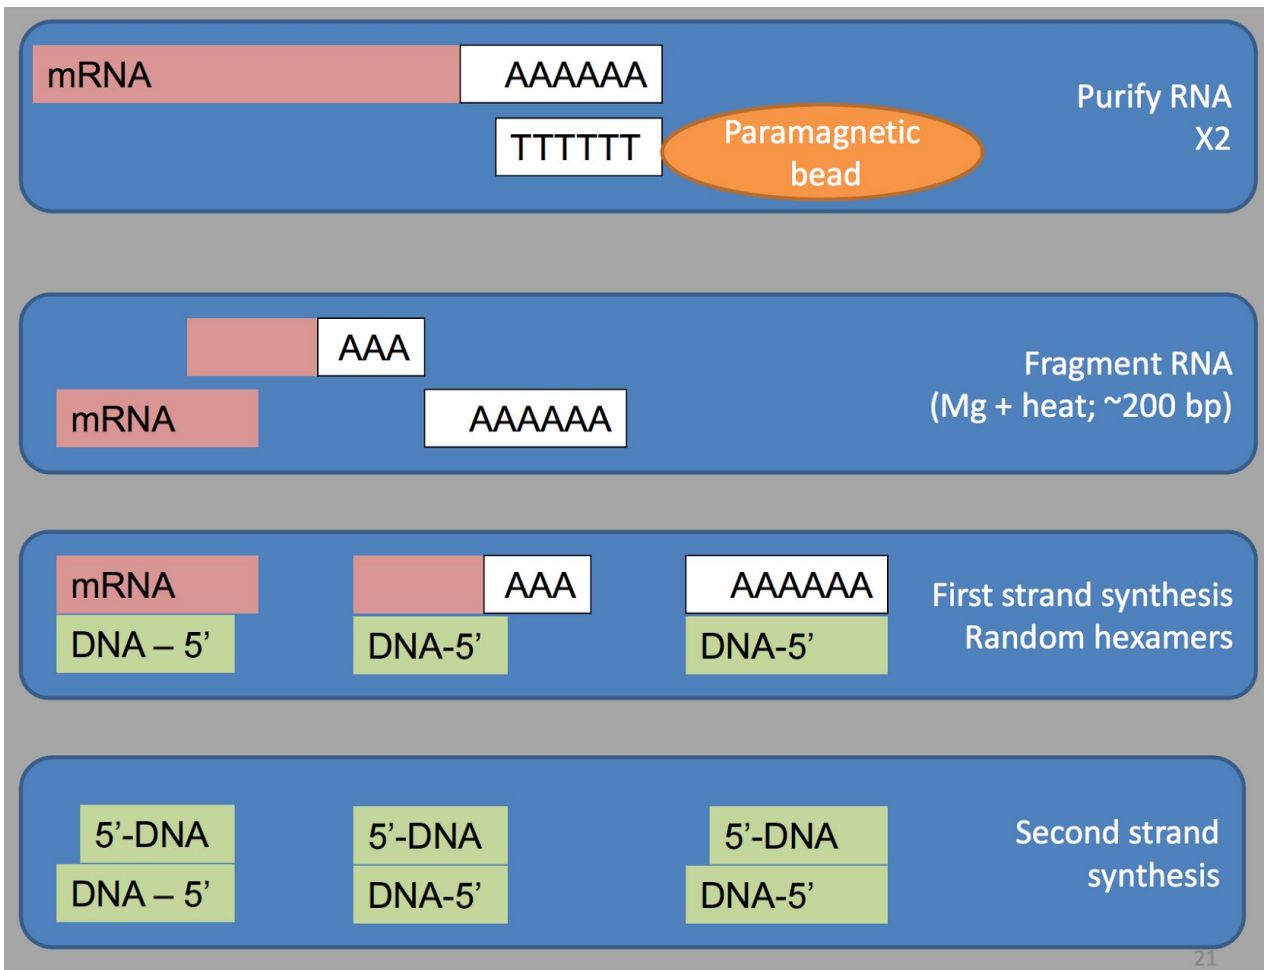 mRNA
AAAAAA
TTTTTT
Paramagnetic
bead
Purify RNA
X2
AAA
mRNA
AAAAAA
Fragment RNA
(Mg + heat; ~200 bp)
mRNA
AAA
AAAAAA
DNA – 5’
DNA-5’
DNA-5’
First strand synthesis
Random hexamers
5’-DNA
5’-DNA
5’-DNA
DNA – 5’
DNA-5’
DNA-5’
Second strand
synthesis
21